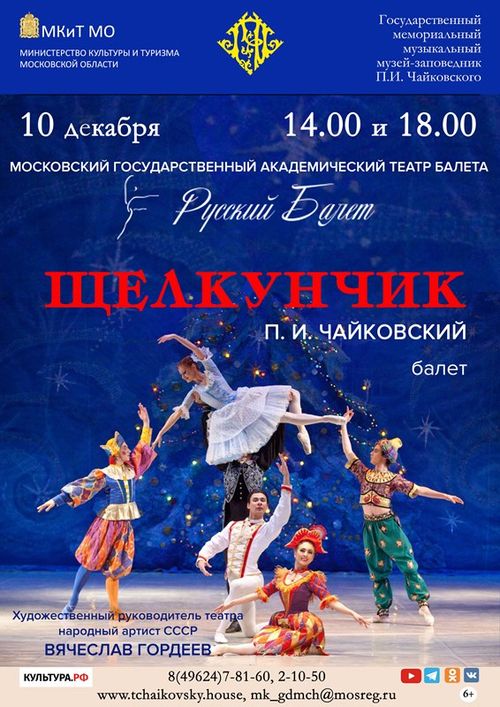 МКиТ МО
МИНИСТЕРСТВО КУЛЬТУРЫ И ТУРИЗМА
МОСКОВСКОЙ ОБЛАСТИ
Государственный
мемориальный
музыкальный
музей-заповедник
П.И. Чайковского
10 декабря
14.00 и 18.00
МОСКОВСКИЙ ГОСУДАРСТВЕННЫЙ АКАДЕМИЧЕСКИЙ ТЕАТР БАЛЕТА
Русский Балет
ЩЕЛКУНЧИК
П. И. ЧАЙКОВСКИЙ
балет
Художественный руководитель театра
народный артист СССР
ВЯЧЕСЛАВ ГОРДЕЕВ
КУЛЬТУРА.РФ
8(49624)7-81-60, 2-10-50
www.tchaikovsky.house, mk_gdmch@mosreg.ru
6+